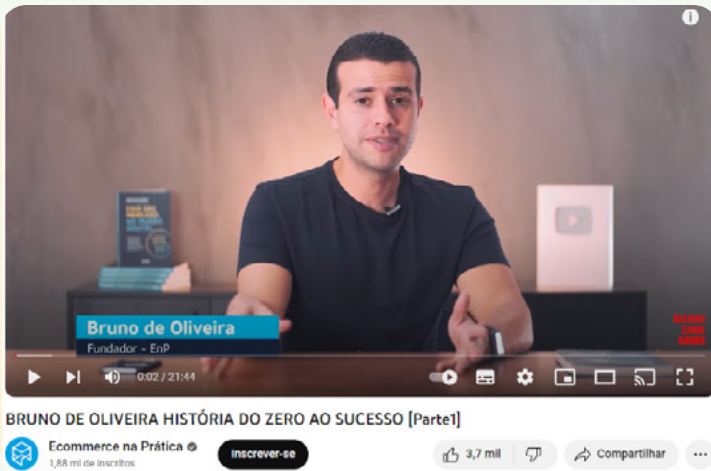 Bruno de Oliveira
Fundador - EnP
0:02 / 21:44
BRUNO DE OLIVEIRA HISTÓRIA DO ZERO AO SUCESSO [Parte1]
Ecommerce na Prática
1,88 mi de inscritos
Inscrever-se
3,7 mil
Compartilhar